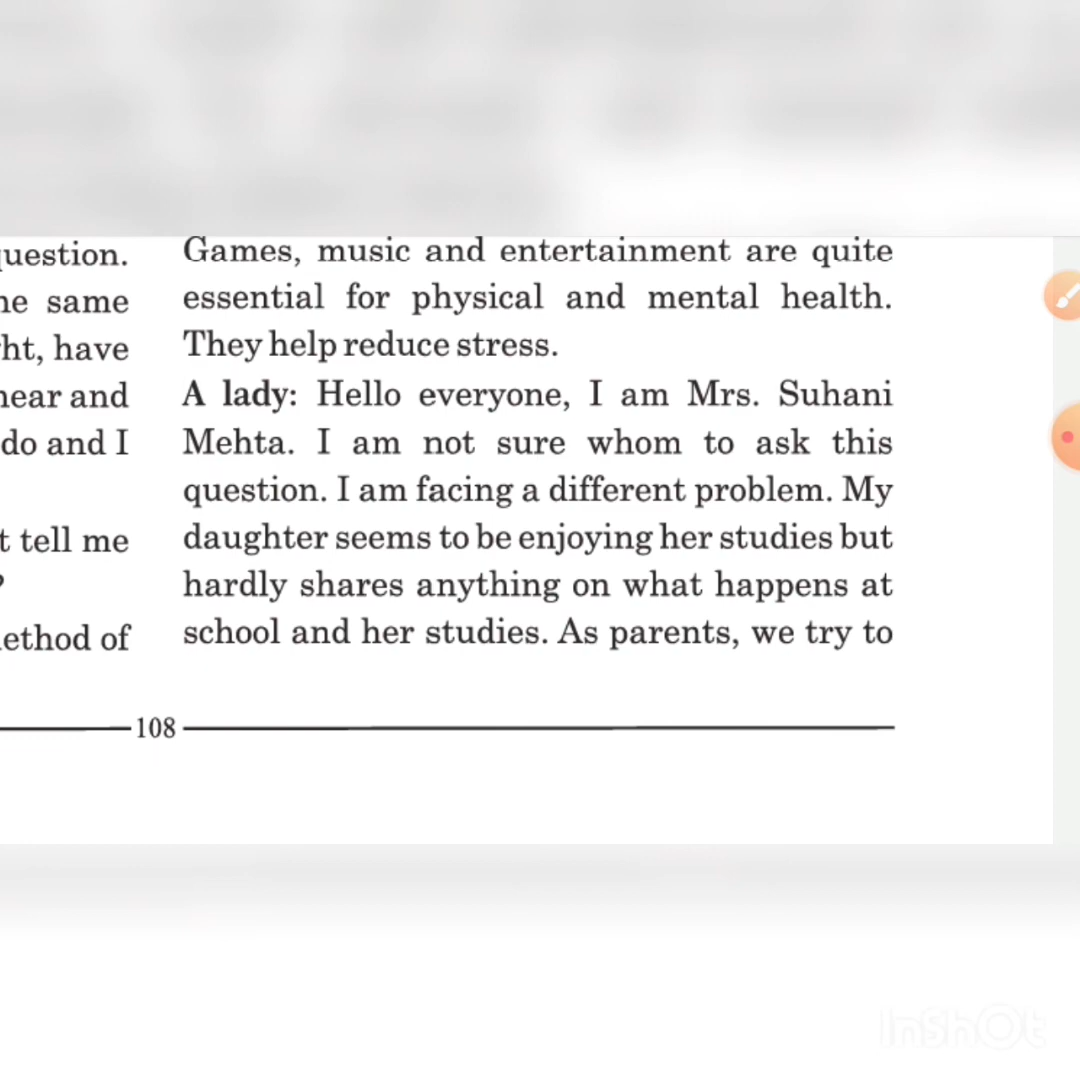 question.
same
have
and
do and I
tell me
?
of
Games, music and entertainment are quite
essential for physical and mental health.
They help reduce stress.
A lady: Hello everyone, I am Mrs. Suhani
Mehta. I am not sure whom to ask this
question. I am facing a different problem. My
daughter seems to be enjoying her studies but
hardly shares anything on what happens at
school and her studies. As parents, we try to
108
InShOt